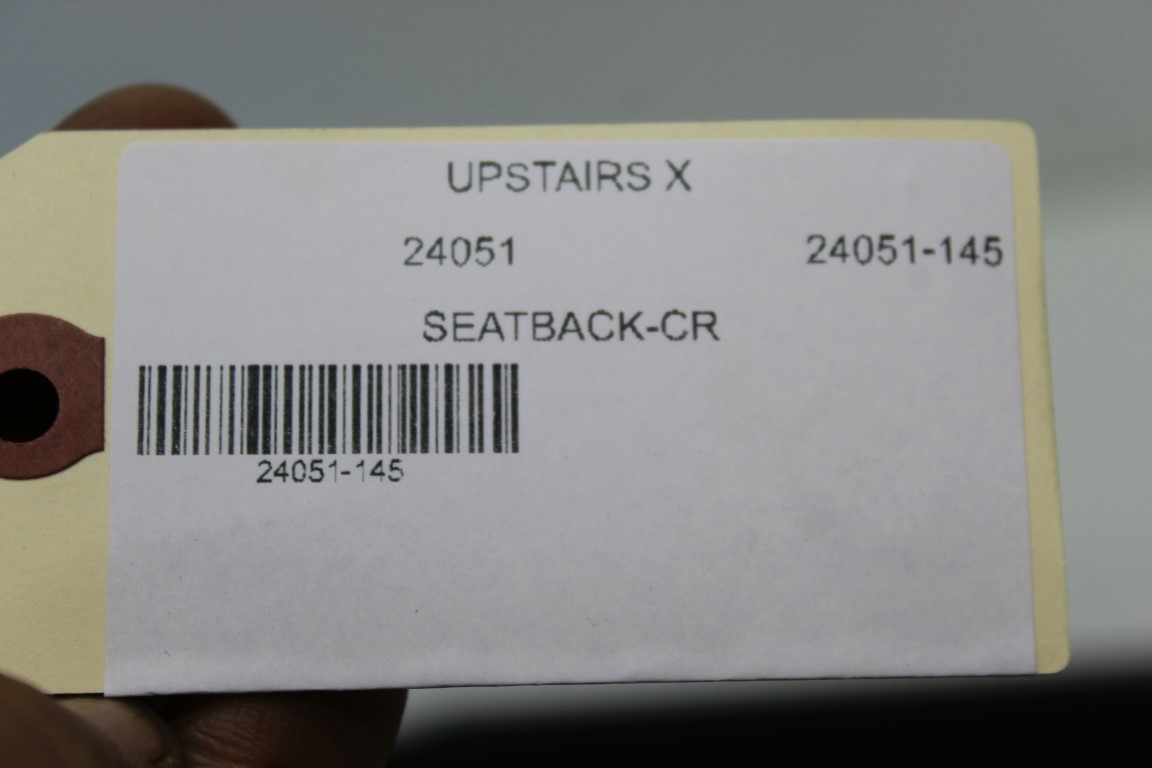 UPSTAIRS X
24051 24051-145
SEATBACK-CR
24051-145